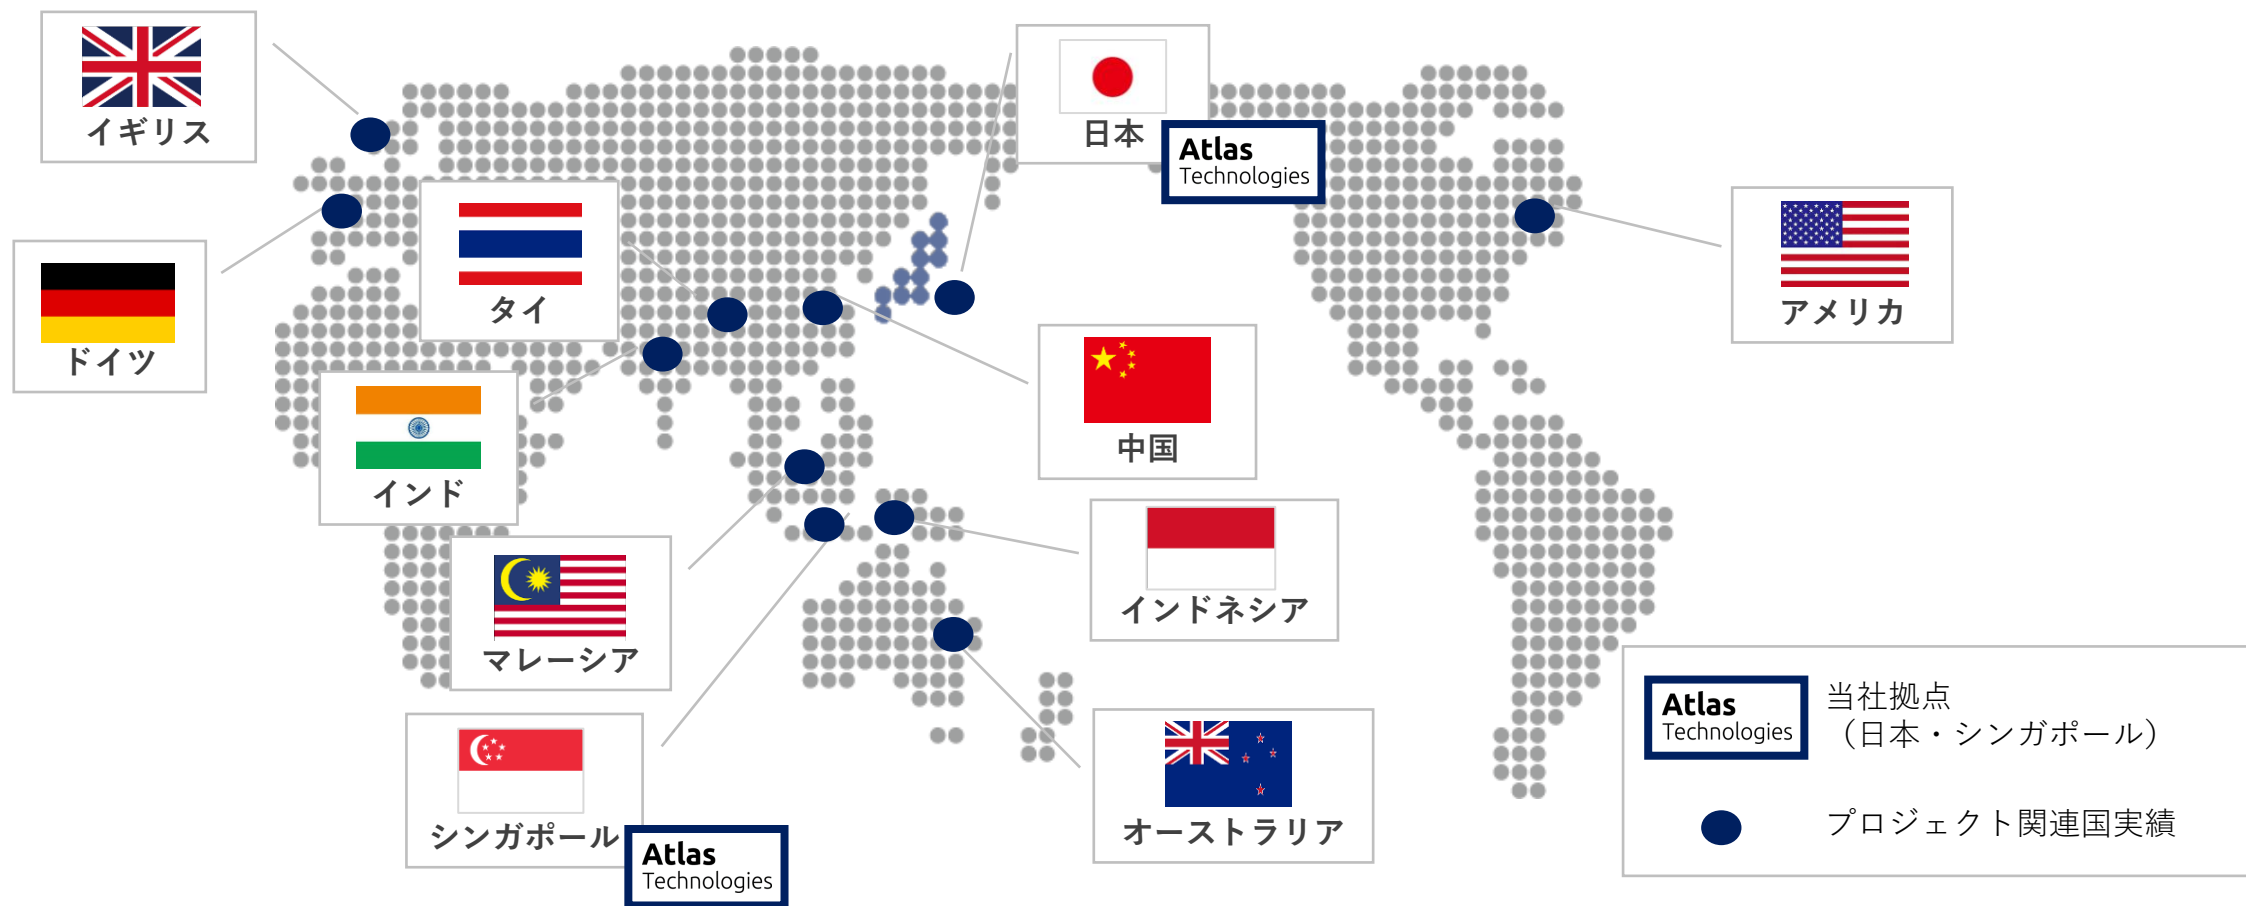 イギリス
日本
Atlas
Technologies
ドイツ
タイ
アメリカ
インド
中国
マレーシア
インドネシア
シンガポール
Atlas
Technologies
オーストラリア
Atlas
Technologies
当社拠点
（日本・シンガポール）
プロジェクト関連国実績